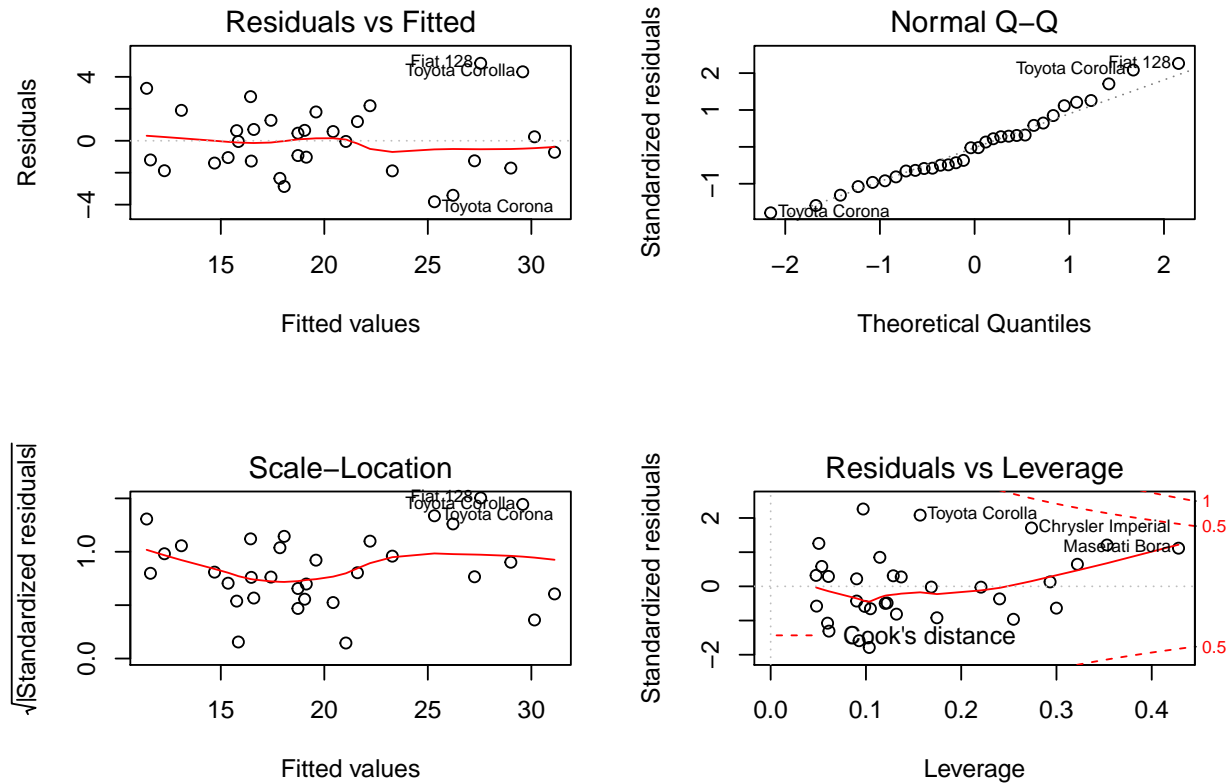 Residuals vs Fitted
Residuals
4
0
−4
Fiat 128
Toyota Corolla
Toyota Corona
15 20 25 30
Fitted values
Normal Q−Q
Standardized residuals
2
1
−1
Fiat 128
Toyota Corolla
Toyota Corona
−2 −1 0 1 2
Theoretical Quantiles
Scale−Location
√|Standardized residuals|
1.0
0.0
Fiat 128
Toyota Corolla
Toyota Corona
15 20 25 30
Fitted values
Residuals vs Leverage
Standardized residuals
2
0
−2
Toyota Corolla
Chrysler Imperial
Maserati Bora
Cook's distance
1
0.5
0.5
0.0 0.1 0.2 0.3 0.4
Leverage